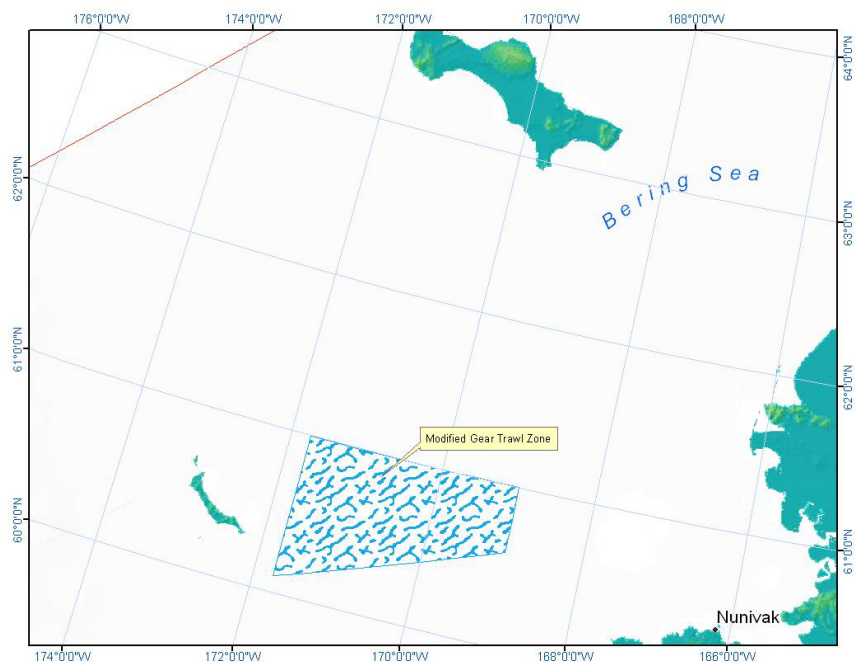 176°0'0"W 174°0'0"W 172°0'0"W 170°0'0"W 168°0'0"W
64°0'0"N
62°0'0"N
Bering Sea
63°0'0"N
61°0'0"N
62°0'0"N
Modified Gear Trawl Zone
60°0'0"N
61°0'0"N
Nunivak
174°0'0"W 172°0'0"W 170°0'0"W 168°0'0"W 166°0'0"W